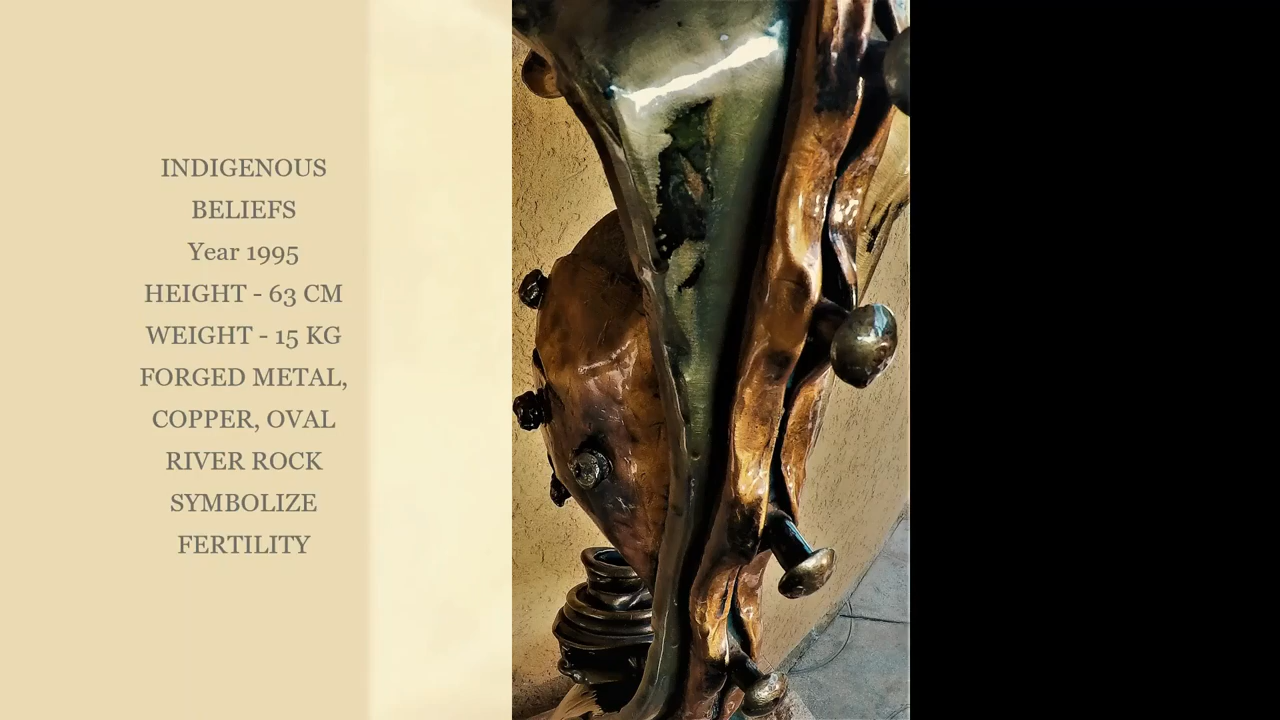 INDIGENOUS
BELIEFS
Year 1995
HEIGHT - 63 CM
WEIGHT - 15 KG
FORGED METAL,
COPPER, OVAL
RIVER ROCK
SYMBOLIZE
FERTILITY